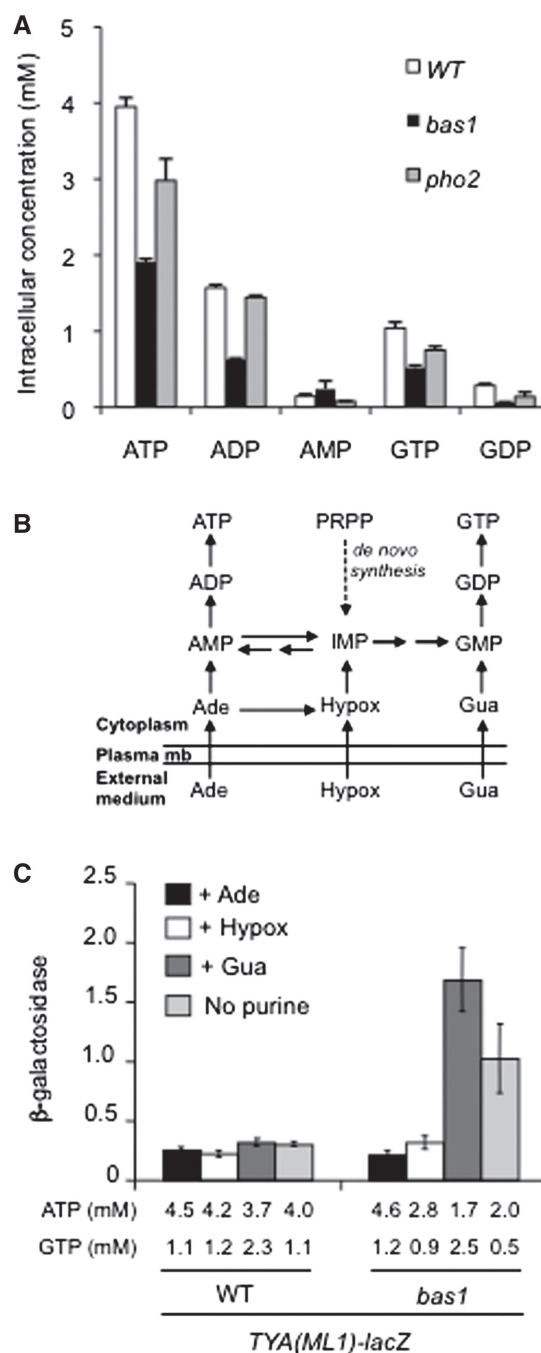 A
5
4
3
2
1
0
Intracellular concentration (mM)
WT
bas1
pho2
ATP ADP AMP GTP GDP
B
ATP PRPP GTP
de novo
synthesis
ADP GDP
AMP IMP GMP
Ade Hypox Gua
Cytoplasm
Plasma mb
External
medium
Ade Hypox Gua
C
2.5
2.0
1.5
1.0
0.5
0
β-galactosidase
+ Ade
+ Hypox
+ Gua
No purine
ATP (mM) 4.5 4.2 3.7 4.0 4.6 2.8 1.7 2.0
GTP (mM) 1.1 1.2 2.3 1.1 1.2 0.9 2.5 0.5
WT bas1
TYA(ML1)-lacZ